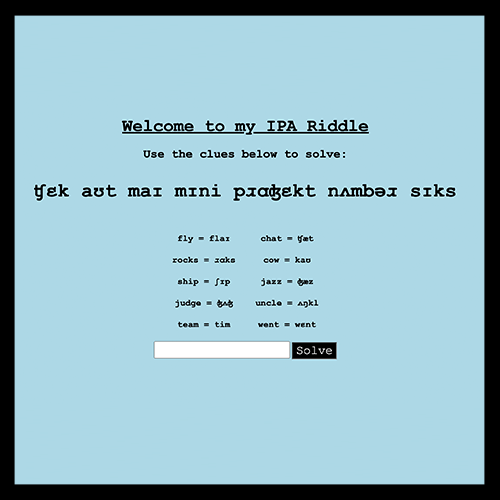 Welcome to my IPA Riddle
Use the clues below to solve:
ʧɛk aʊt maɪ mɪni pɹɑʤɛkt nʌmbəɹ sɪks
fly = flaɪ chat = ʧæt
rocks = ɹɑks cow = kaʊ
ship = ʃɪp jazz = ʤæz
judge = ʤʌʤ uncle = ʌŋkl
team = tim went = wɛnt
Solve